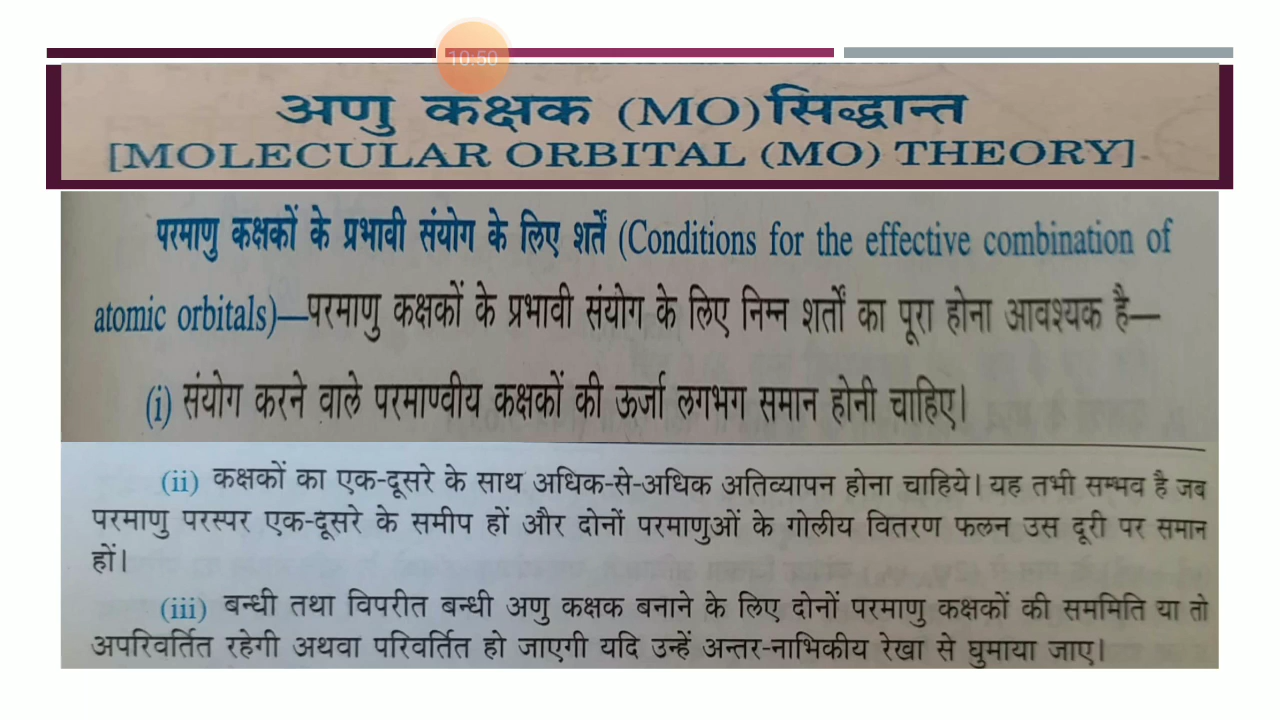 10:50
अणु कक्षक (MO) सिद्धान्त
[MOLECULAR ORBITAL (MO) THEORY]
परमाणु कक्षकों के प्रभावी संयोग के लिए शर्तें (Conditions for the effective combination of
atomic orbitals)—परमाणु कक्षकों के प्रभावी संयोग के लिए निम्न शर्तों का पूरा होना आवश्यक है—
(i) संयोग करने वाले परमाण्वीय कक्षकों की ऊर्जा लगभग समान होनी चाहिए।
(ii) कक्षकों का एक-दूसरे के साथ अधिक-से-अधिक अतिव्यापन होना चाहिये। यह तभी सम्भव है जब
परमाणु परस्पर एक-दूसरे के समीप हों और दोनों परमाणुओं के गोलीय वितरण फलन उस दूरी पर समान
हों।
(iii) बन्धी तथा विपरीत बन्धी अणु कक्षक बनाने के लिए दोनों परमाणु कक्षकों की सममिति या तो
अपरिवर्तित रहेगी अथवा परिवर्तित हो जाएगी यदि उन्हें अन्तर-नाभिकीय रेखा से घुमाया जाए।